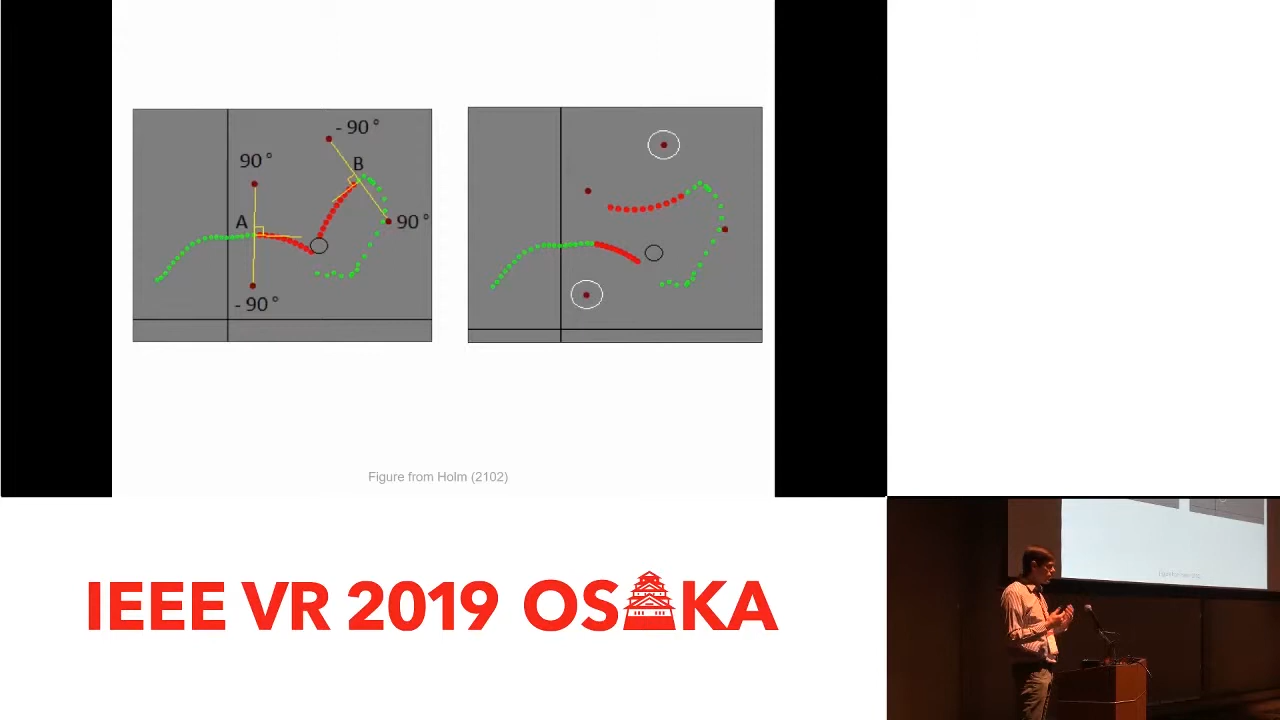 - 90°
90°
B
A
90°
- 90°
Figure from Holm (2102)
IEEE VR 2019 OSAKA